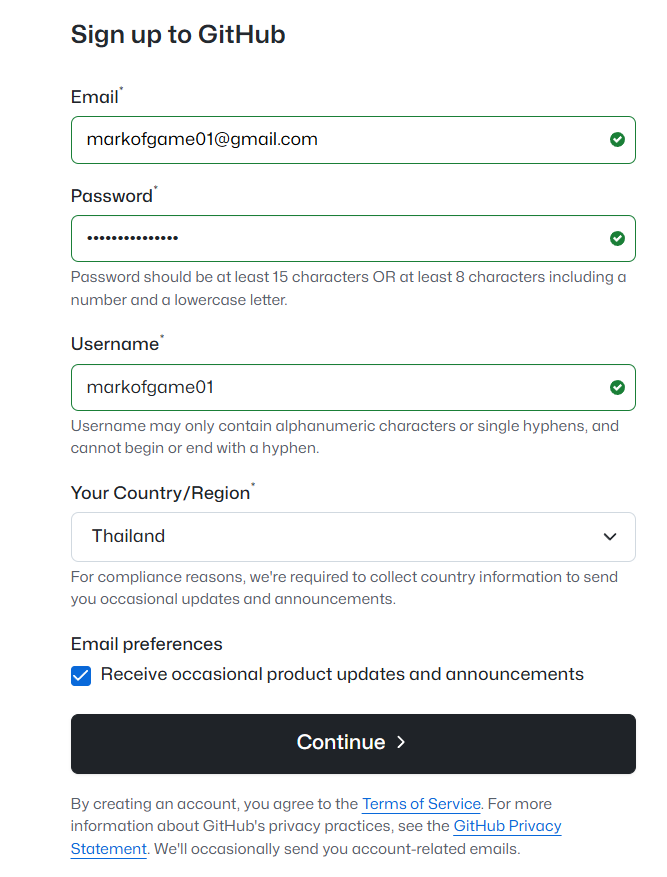 Sign up to GitHub
Email*
markofgame01@gmail.com
Password*
•••••••••••••••
Password should be at least 15 characters OR at least 8 characters including a
number and a lowercase letter.
Username*
markofgame01
Username may only contain alphanumeric characters or single hyphens, and
cannot begin or end with a hyphen.
Your Country/Region*
Thailand
For compliance reasons, we're required to collect country information to send
you occasional updates and announcements.
Email preferences
Receive occasional product updates and announcements
Continue
By creating an account, you agree to the Terms of Service. For more
information about GitHub's privacy practices, see the GitHub Privacy
Statement. We'll occasionally send you account-related emails.